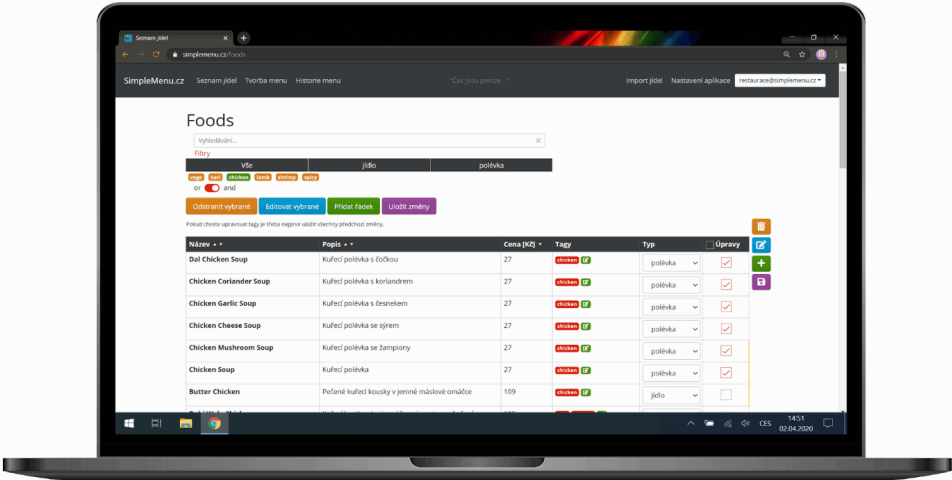 Seznam jídel
simplemenu.cz/foods
SimpleMenu.cz Seznam jídel Tvorba menu Historie menu "Čas jsou peníze..." Import jídel Nastavení aplikace restaurace@simplemenu.cz
Foods
Vyhledávání...
Filtry
Vše jídlo polévka
vege kari chicken lamb shrimp spicy
or and
Odstranit vybrané Editovat vybrané Přidat řádek Uložit změny
Pokud chcete upravovat tagy je třeba nejprve uložit všechny předchozí změny.
Název Popis Cena [Kč] Tagy Typ Úpravy
Dal Chicken Soup Kuřecí polévka s čočkou 27 chicken polévka
Chicken Coriander Soup Kuřecí polévka s koriandrem 27 chicken polévka
Chicken Garlic Soup Kuřecí polévka s česnekem 27 chicken polévka
Chicken Cheese Soup Kuřecí polévka se sýrem 27 chicken polévka
Chicken Mushroom Soup Kuřecí polévka se žampiony 27 chicken polévka
Chicken Soup Kuřecí polévka 27 chicken polévka
Butter Chicken Pečené kuřecí kousky v jemné máslové omáčce 169 chicken jídlo
CES 14:51
02.04.2020